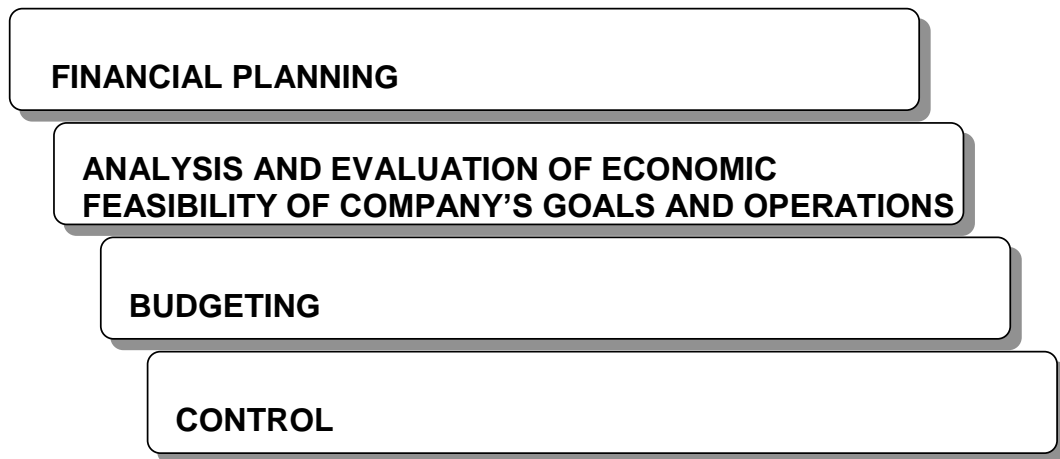 FINANCIAL PLANNING
ANALYSIS AND EVALUATION OF ECONOMIC
FEASIBILITY OF COMPANY’S GOALS AND OPERATIONS
BUDGETING
CONTROL